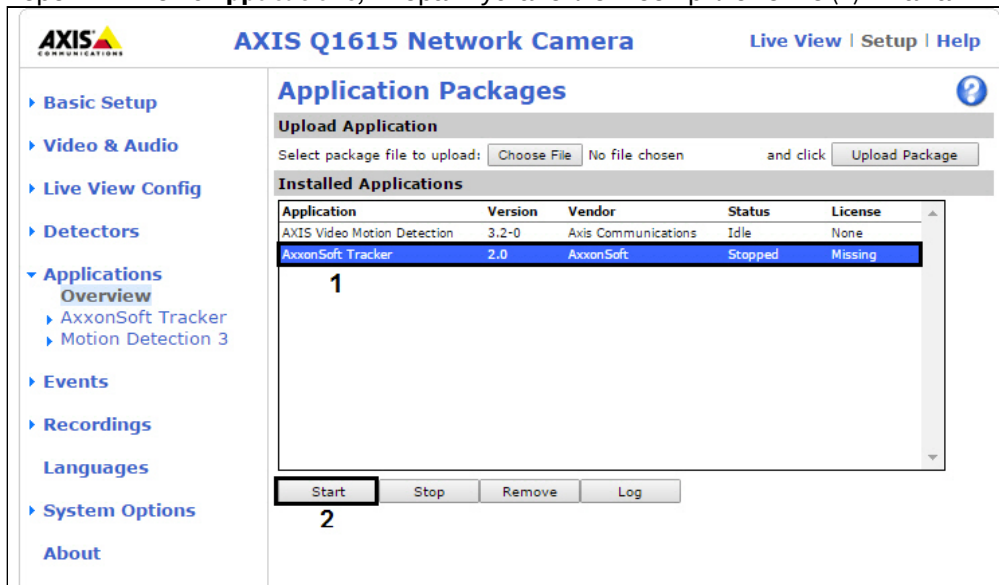 AXIS
COMMUNICATIONS
AXIS Q1615 Network Camera
Live View | Setup | Help
Basic Setup
Video & Audio
Live View Config
Detectors
Applications
Overview
AxxonSoft Tracker
Motion Detection 3
Events
Recordings
Languages
System Options
About
Application Packages
?
Upload Application
Select package file to upload: Choose File No file chosen and click Upload Package
Installed Applications
Application Version Vendor Status License
AXIS Video Motion Detection 3.2-0 Axis Communications Idle None
AxxonSoft Tracker 2.0 AxxonSoft Stopped Missing
1
Start Stop Remove Log
2